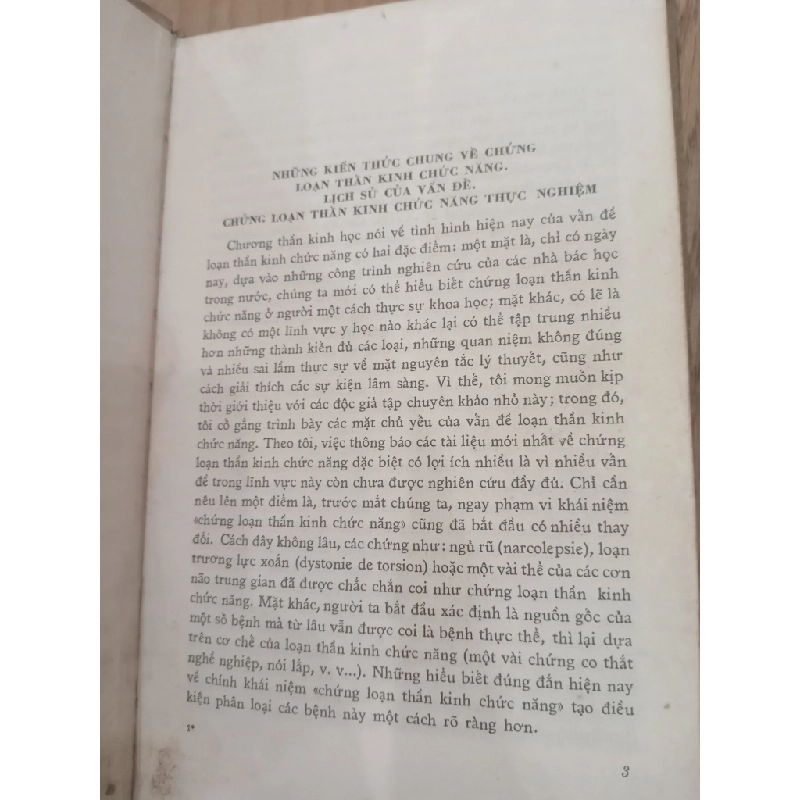 NHỮNG KIẾN THỨC CHUNG VỀ CHỨNG
LOẠN THẦN KINH CHỨC NĂNG.
LỊCH SỬ CỦA VẤN ĐỀ.
CHỨNG LOẠN THẦN KINH CHỨC NĂNG THỰC NGHIỆM
Chương thần kinh học nói về tình hình hiện nay của vấn đề
loạn thần kinh chức năng có hai đặc điểm: một mặt là, chỉ có ngày
nay, dựa vào những công trình nghiên cứu của các nhà bác học
trong nước, chúng ta mới có thể hiểu biết chứng loạn thần kinh
chức năng ở người một cách thực sự khoa học; mặt khác, có lẽ là
không có một lĩnh vực y học nào khác lại có thể tập trung nhiều
hơn những thành kiến đủ các loại, những quan niệm không đúng
và nhiều sai lầm thực sự về mặt nguyên tắc lý thuyết, cũng như
cách giải thích các sự kiện lâm sàng. Vì thế, tôi mong muốn kịp
thời giới thiệu với các độc giả tập chuyên khảo nhỏ này; trong đó,
tôi cố gắng trình bày các mặt chủ yếu của vấn đề loạn thần kinh
chức năng. Theo tôi, việc thông báo các tài liệu mới nhất về chứng
loạn thần kinh chức năng đặc biệt có lợi ích nhiều là vì nhiều vấn
đề trong lĩnh vực này còn chưa được nghiên cứu đầy đủ. Chỉ cần
nêu lên một điểm là, trước mắt chúng ta, ngay phạm vi khái niệm
«chứng loạn thần kinh chức năng» cũng đã bắt đầu có nhiều thay
đổi. Cách đây không lâu, các chứng như: ngủ rũ (narcolepsie), loạn
trương lực xoắn (dystonie de torsion) hoặc một vài thể của các cơn
não trung gian đã được chắc chắn coi như chứng loạn thần kinh
chức năng. Mặt khác, người ta bắt đầu xác định là nguồn gốc của
một số bệnh mà từ lâu vẫn được coi là bệnh thực thể, thì lại dựa
trên cơ chế của loạn thần kinh chức năng (một vài chứng co thắt
nghề nghiệp, nói lắp, v. v...). Những hiểu biết đúng đắn hiện nay
về chính khái niệm «chứng loạn thần kinh chức năng» tạo điều
kiện phân loại các bệnh này một cách rõ ràng hơn.
1*
3